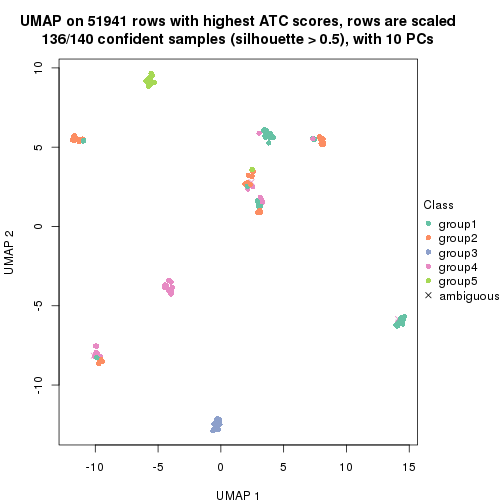 UMAP on 51941 rows with highest ATC scores, rows are scaled
136/140 confident samples (silhouette > 0.5), with 10 PCs
10
5
0
-5
-10
UMAP 2
-10
-5
0
5
10
15
UMAP 1
Class
group1
group2
group3
group4
group5
ambiguous